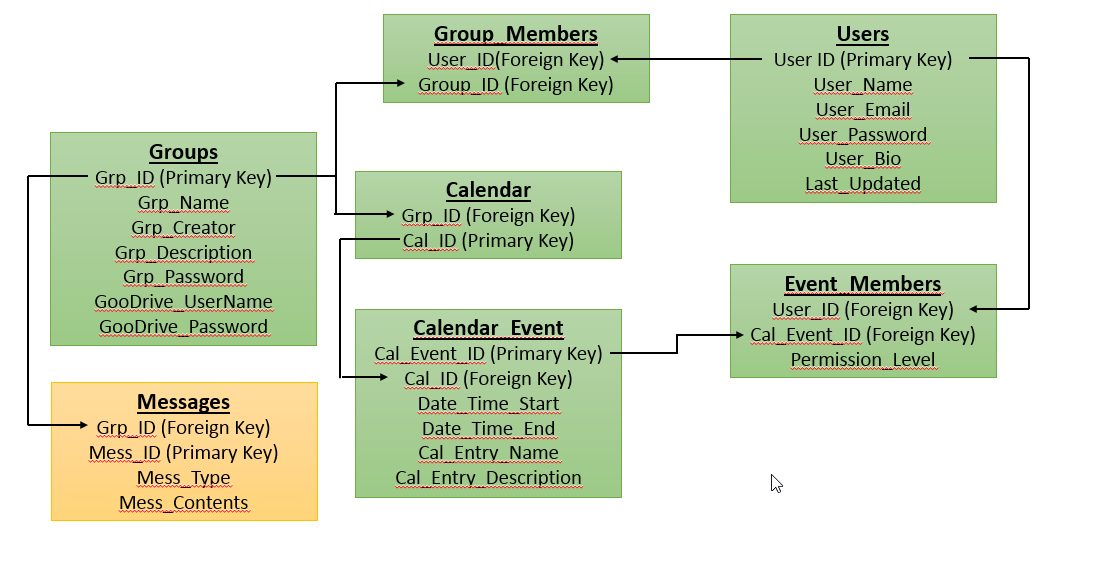 Group_Members
User_ID(Foreign Key)
Group_ID (Foreign Key)
Users
User ID (Primary Key)
User_Name
User_Email
User_Password
User_Bio
Last_Updated
Groups
Grp_ID (Primary Key)
Grp_Name
Grp_Creator
Grp_Description
Grp_Password
GooDrive_UserName
GooDrive_Password
Calendar
Grp_ID (Foreign Key)
Cal_ID (Primary Key)
Event_Members
User_ID (Foreign Key)
Cal_Event_ID (Foreign Key)
Permission_Level
Calendar_Event
Cal_Event_ID (Primary Key)
Cal_ID (Foreign Key)
Date_Time_Start
Date_Time_End
Cal_Entry_Name
Cal_Entry_Description
Messages
Grp_ID (Foreign Key)
Mess_ID (Primary Key)
Mess_Type
Mess_Contents